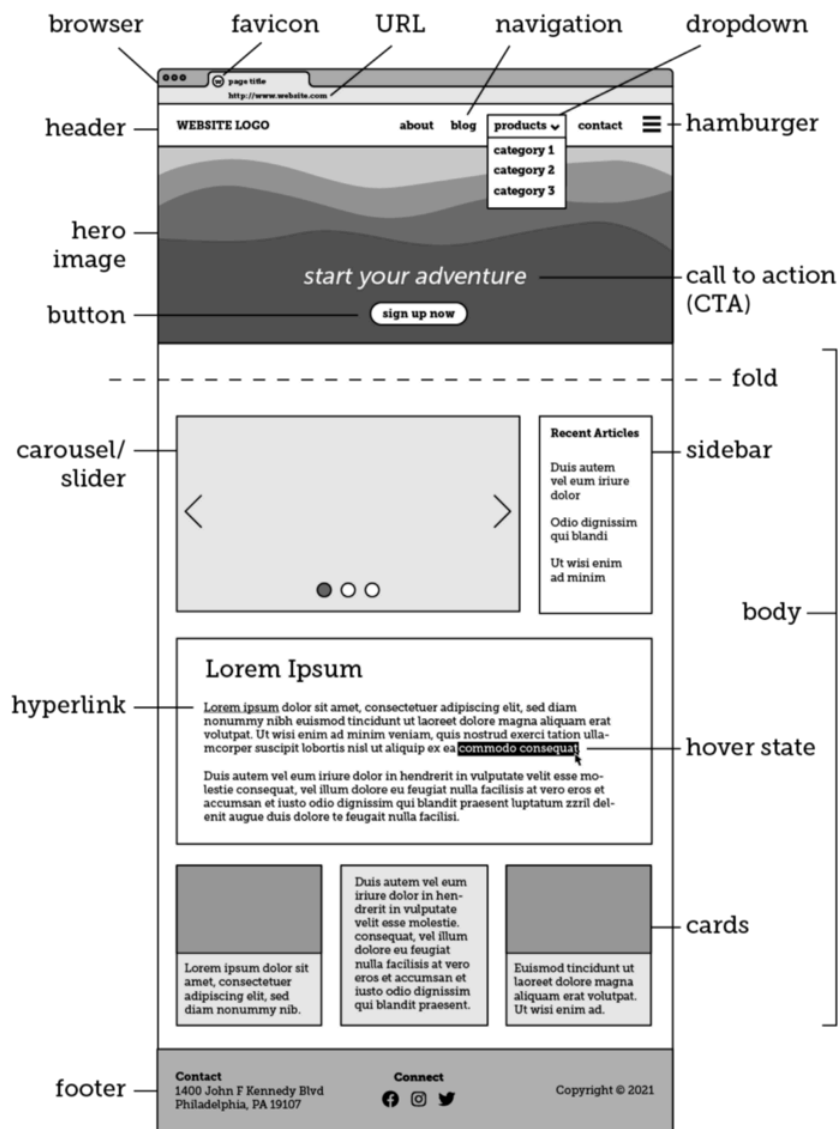 browser
favicon
URL
navigation
dropdown
W page title
http://www.website.com
header
WEBSITE LOGO
about
blog
products
contact
hamburger
category 1
category 2
category 3
hero
image
start your adventure
call to action
(CTA)
button
sign up now
fold
carousel/
slider
Recent Articles
Duis autem
vel eum iriure
dolor
Odio dignissim
qui blandi
Ut wisi enim
ad minim
sidebar
body
Lorem Ipsum
hyperlink
Lorem ipsum dolor sit amet, consectetuer adipiscing elit, sed diam
nonummy nibh euismod tincidunt ut laoreet dolore magna aliquam erat
volutpat. Ut wisi enim ad minim veniam, quis nostrud exerci tation ulla-
mcorper suscipit lobortis nisl ut aliquip ex ea commodo consequat.
hover state
Duis autem vel eum iriure dolor in hendrerit in vulputate velit esse mo-
lestie consequat, vel illum dolore eu feugiat nulla facilisis at vero eros et
accumsan et iusto odio dignissim qui blandit praesent luptatum zzril del-
enit augue duis dolore te feugait nulla facilisi.
Lorem ipsum dolor sit
amet, consectetuer
adipiscing elit, sed
diam nonummy nib.
Duis autem vel eum
iriure dolor in hen-
drerit in vulputate
velit esse molestie.
consequat, vel illum
dolore eu feugiat
nulla facilisis at vero
eros et accumsan et
iusto odio dignissim
qui blandit praesent.
Euismod tincidunt ut
laoreet dolore magna
aliquam erat volutpat.
Ut wisi enim ad.
cards
footer
Contact
1400 John F Kennedy Blvd
Philadelphia, PA 19107
Connect
Copyright © 2021